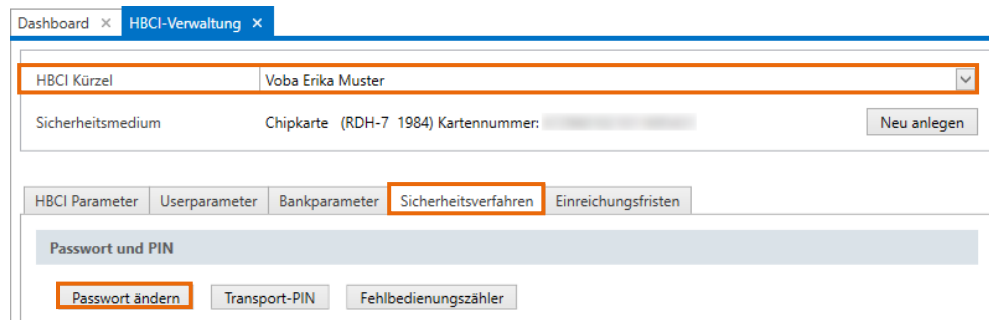 Dashboard × HBCI-Verwaltung ×
HBCI Kürzel Voba Erika Muster
Sicherheitsmedium Chipkarte (RDH-7 1984) Kartennummer: Neu anlegen
HBCI Parameter Userparameter Bankparameter Sicherheitsverfahren Einreichungsfristen
Passwort und PIN
Passwort ändern Transport-PIN Fehlbedienungszähler